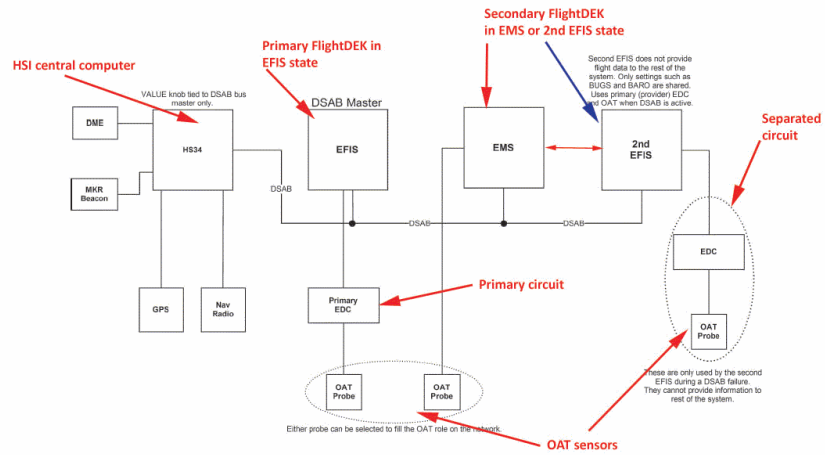 Secondary FlightDEK
in EMS or 2nd EFIS state
Primary FlightDEK in
EFIS state
HSI central computer
VALUE knob tied to DSAB bus
master only.
DSAB Master
Second EFIS does not provide
flight data to the rest of the
system. Only settings such as
BUGS and BARO are shared.
Uses primary (provider) EDC
and OAT when DSAB is active.
Separated
circuit
DME
HS34
EFIS
EMS
2nd
EFIS
MKR
Beacon
DSAB
DSAB
DSAB
EDC
GPS
Nav
Radio
Primary
EDC
Primary circuit
OAT
Probe
OAT
Probe
OAT
Probe
These are only used by the second
EFIS during a DSAB failure.
They cannot provide information to
rest of the system.
Either probe can be selected to fill the OAT role on the network.
OAT sensors